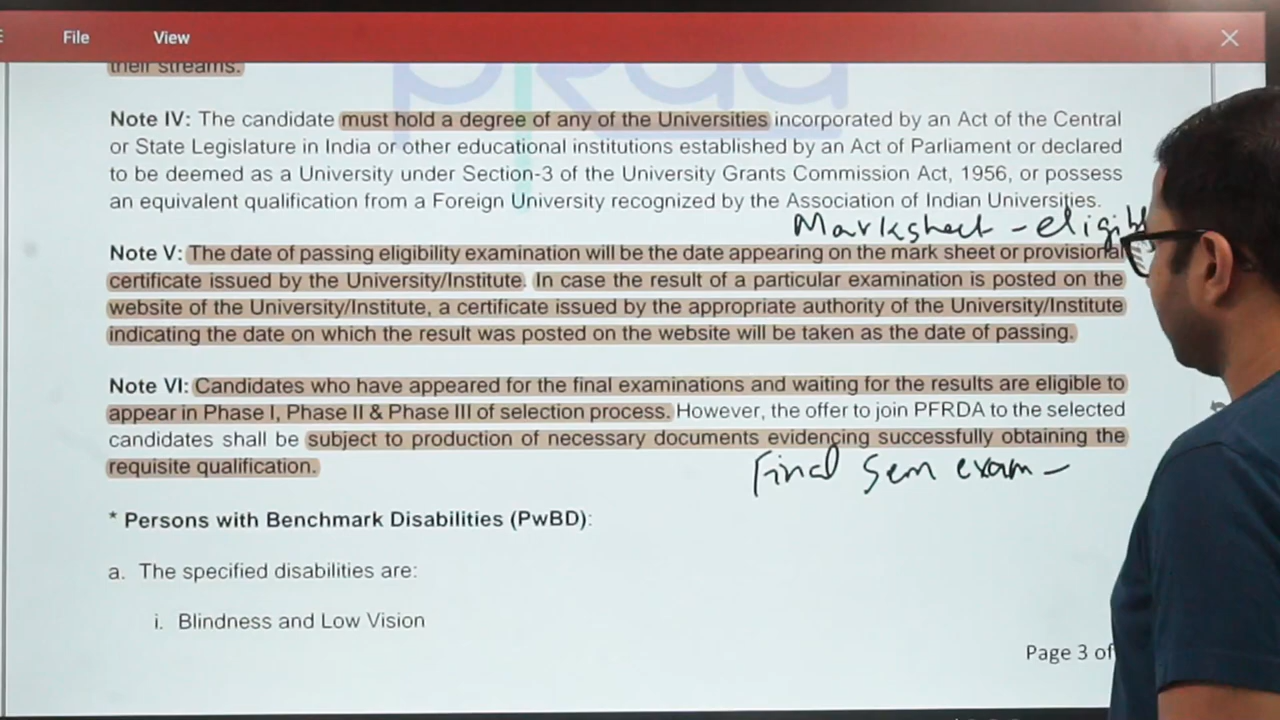 File View
their streams.
prda
Note IV: The candidate must hold a degree of any of the Universities incorporated by an Act of the Central
or State Legislature in India or other educational institutions established by an Act of Parliament or declared
to be deemed as a University under Section-3 of the University Grants Commission Act, 1956, or possess
an equivalent qualification from a Foreign University recognized by the Association of Indian Universities.
Marksheet - eligib
Note V: The date of passing eligibility examination will be the date appearing on the mark sheet or provisional
certificate issued by the University/Institute. In case the result of a particular examination is posted on the
website of the University/Institute, a certificate issued by the appropriate authority of the University/Institute
indicating the date on which the result was posted on the website will be taken as the date of passing.
Note VI: Candidates who have appeared for the final examinations and waiting for the results are eligible to
appear in Phase I, Phase II & Phase III of selection process. However, the offer to join PFRDA to the selected
candidates shall be subject to production of necessary documents evidencing successfully obtaining the
requisite qualification.
Final Sem exam -
* Persons with Benchmark Disabilities (PwBD):
a. The specified disabilities are:
i. Blindness and Low Vision
Page 3 of